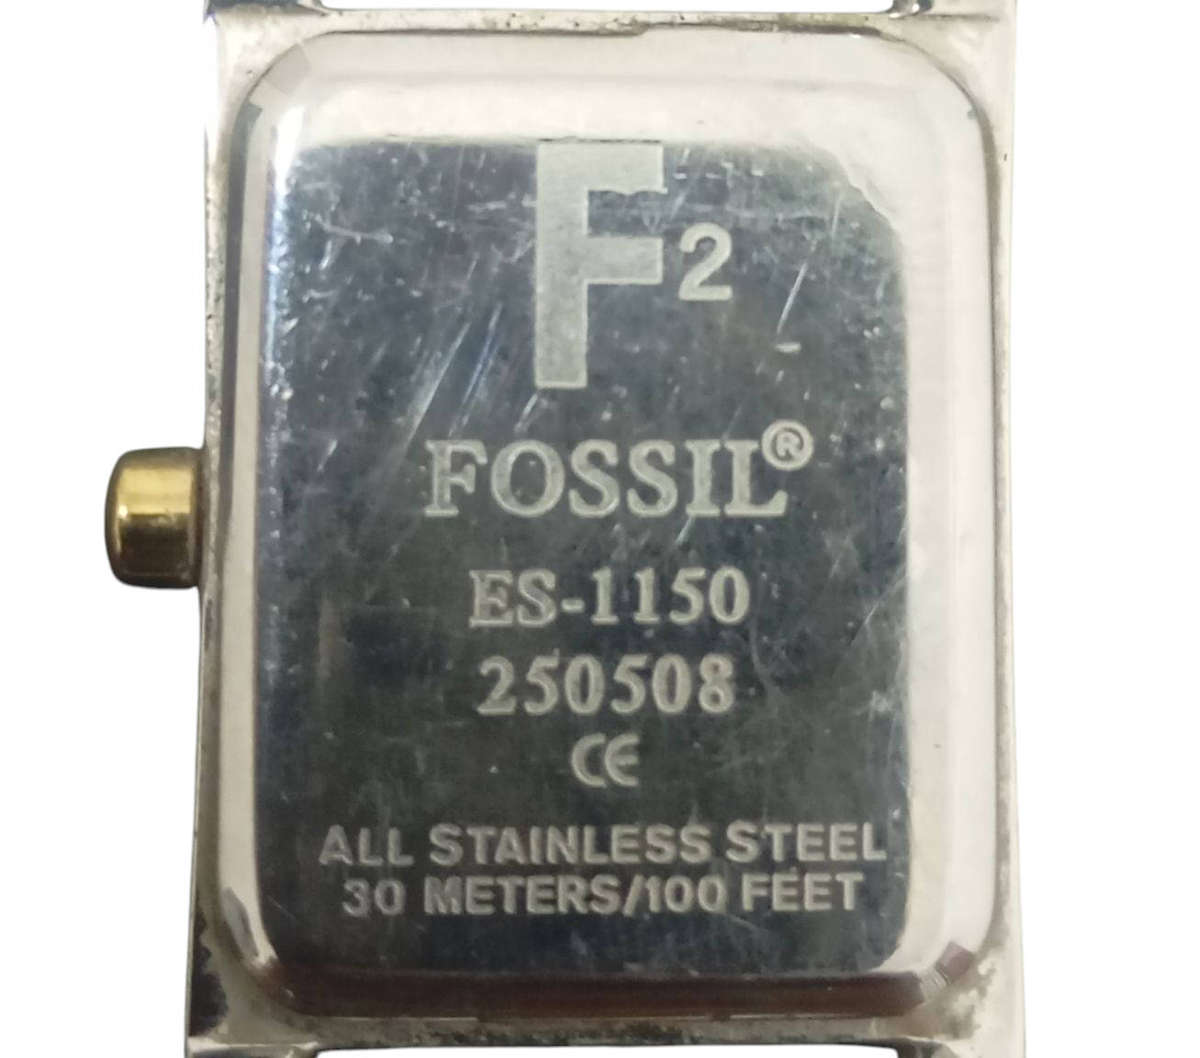 F2
FOSSIL®
ES-1150
250508
CE
ALL STAINLESS STEEL
30 METERS/100 FEET